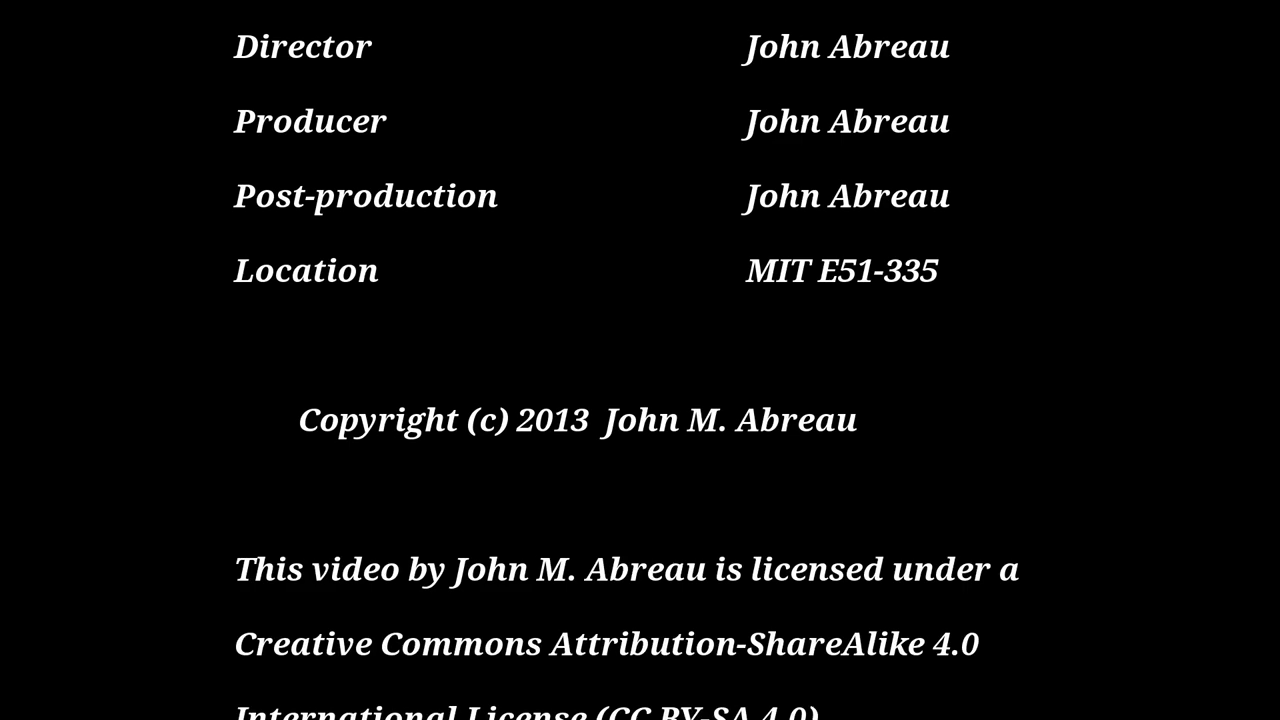 Director John Abreau
Producer John Abreau
Post-production John Abreau
Location MIT E51-335
Copyright (c) 2013 John M. Abreau
This video by John M. Abreau is licensed under a
Creative Commons Attribution-ShareAlike 4.0
International License (CC BY-SA 4.0)